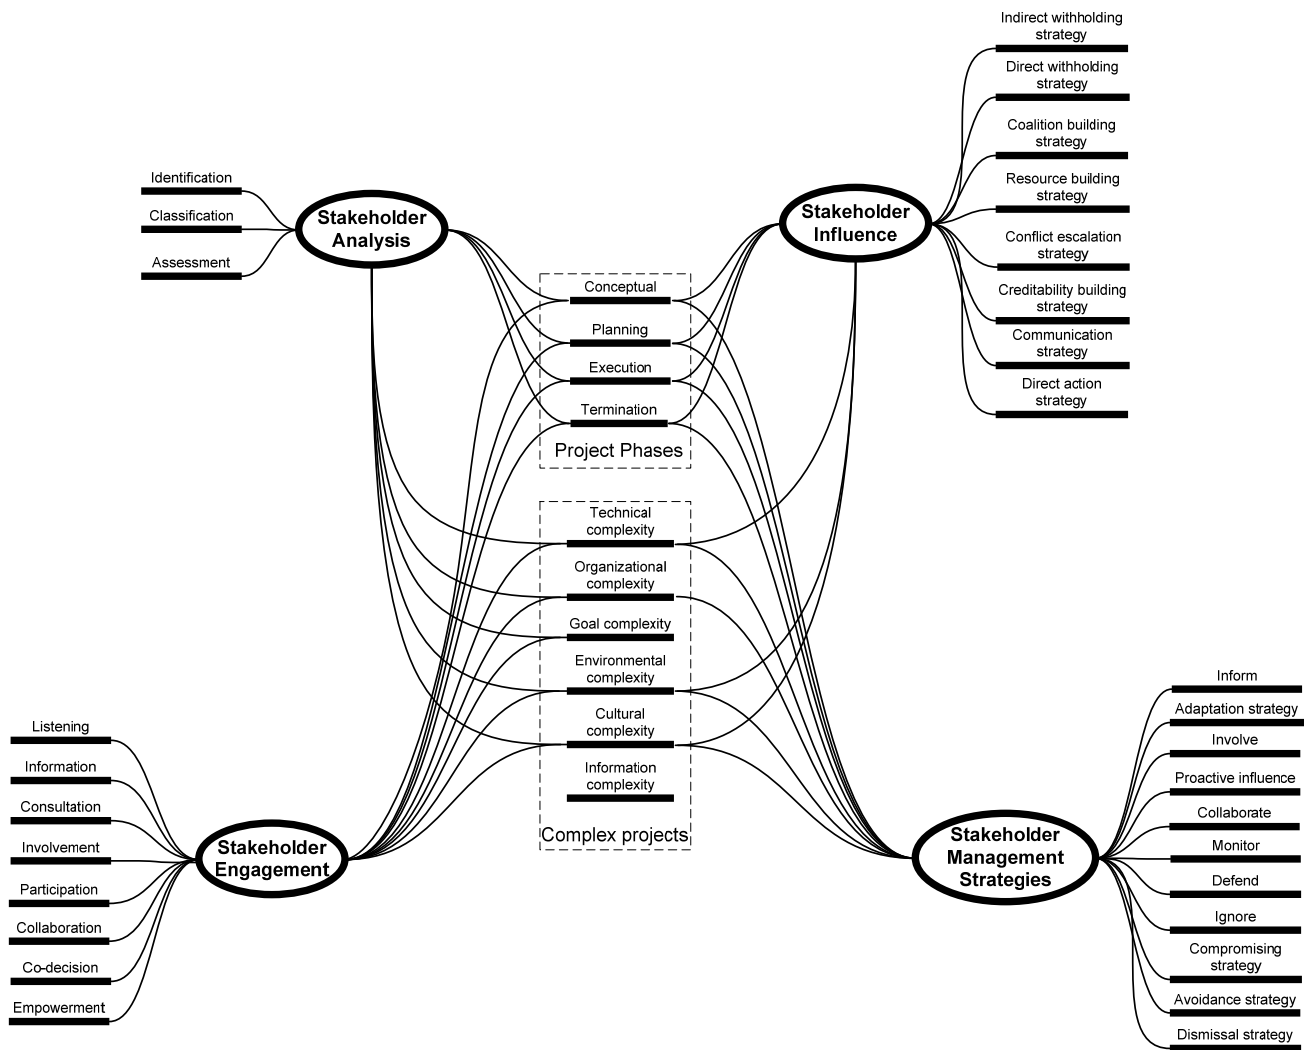 Indirect withholding
strategy
Direct withholding
strategy
Coalition building
strategy
Resource building
strategy
Conflict escalation
strategy
Creditability building
strategy
Communication
strategy
Direct action
strategy
Stakeholder
Influence
Identification
Classification
Assessment
Stakeholder
Analysis
Conceptual
Planning
Execution
Termination
Project Phases
Technical
complexity
Organizational
complexity
Goal complexity
Environmental
complexity
Cultural
complexity
Information
complexity
Complex projects
Listening
Information
Consultation
Involvement
Participation
Collaboration
Co-decision
Empowerment
Stakeholder
Engagement
Stakeholder
Management
Strategies
Inform
Adaptation strategy
Involve
Proactive influence
Collaborate
Monitor
Defend
Ignore
Compromising
strategy
Avoidance strategy
Dismissal strategy